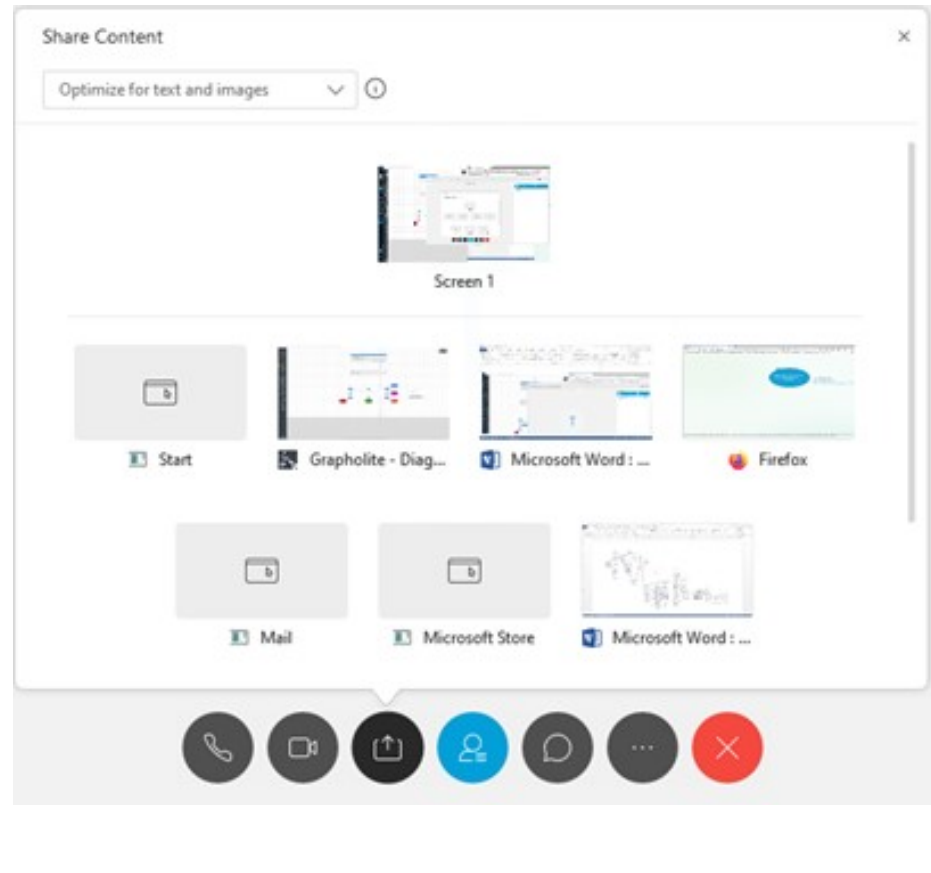 Share Content
Optimize for text and images
Screen 1
Start
Grapholite - Diag...
Microsoft Word : ...
Firefox
Mail
Microsoft Store
Microsoft Word : ...